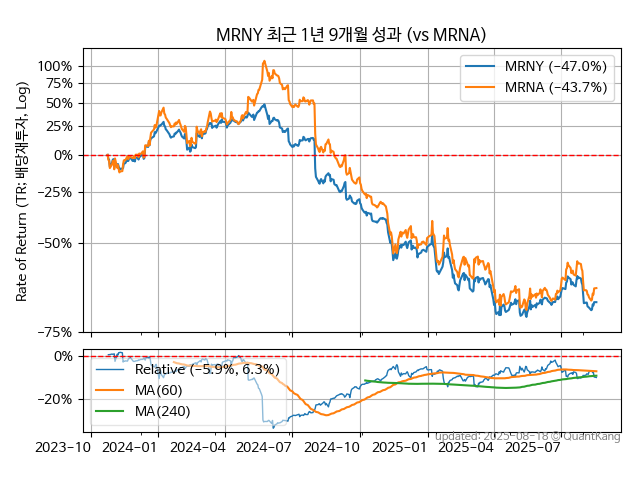 MRNY 최근 1년 9개월 성과 (vs MRNA)
Rate of Return (TR; 배당재투자, Log)
100%
75%
50%
25%
0%
−25%
−50%
−75%
MRNY (−47.0%)
MRNA (−43.7%)
0%
−20%
Relative (−5.9%, 6.3%)
MA(60)
MA(240)
2023-10 2024-01 2024-04 2024-07 2024-10 2025-01 2025-04 2025-07
updated: 2025-08-18 © QuantKang